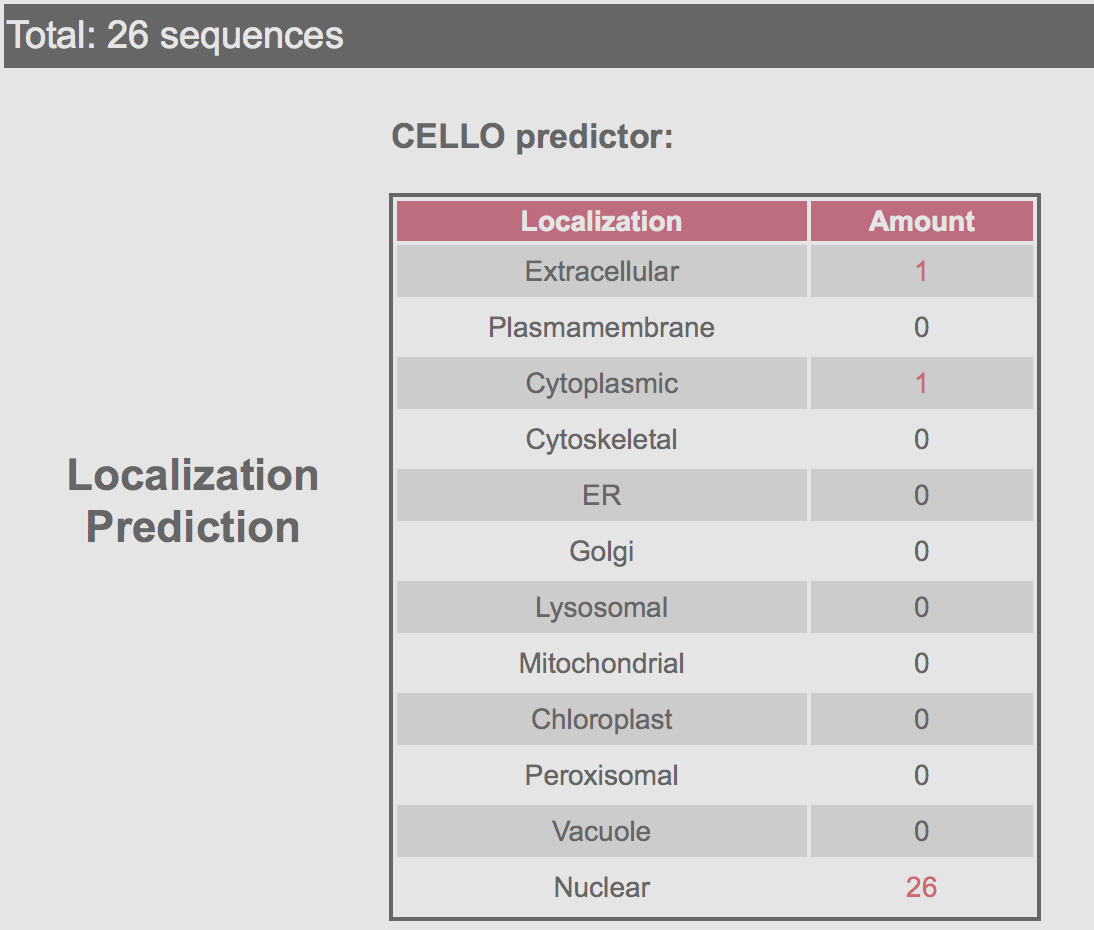 Total: 26 sequences
CELLO predictor:
Localization Amount
Extracellular 1
Plasmamembrane 0
Cytoplasmic 1
Cytoskeletal 0
ER 0
Golgi 0
Lysosomal 0
Mitochondrial 0
Chloroplast 0
Peroxisomal 0
Vacuole 0
Nuclear 26
Localization
Prediction